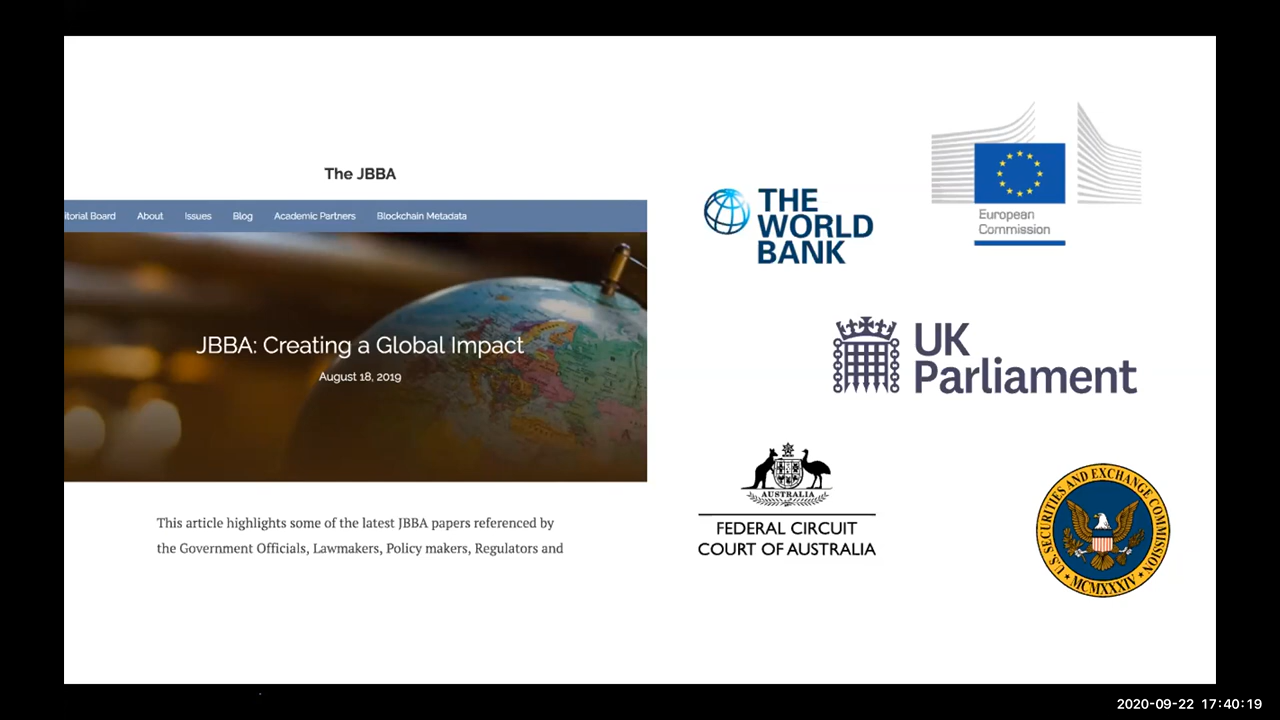 The JBBA
itorial Board About Issues Blog Academic Partners Blockchain Metadata
JBBA: Creating a Global Impact
August 18, 2019
This article highlights some of the latest JBBA papers referenced by
the Government Officials, Lawmakers, Policy makers, Regulators and
THE
WORLD
BANK
European
Commission
UK
Parliament
AUSTRALIA
FEDERAL CIRCUIT
COURT OF AUSTRALIA
U.S. SECURITIES AND EXCHANGE COMMISSION
MCMXXXIV
2020-09-22 17:40:19